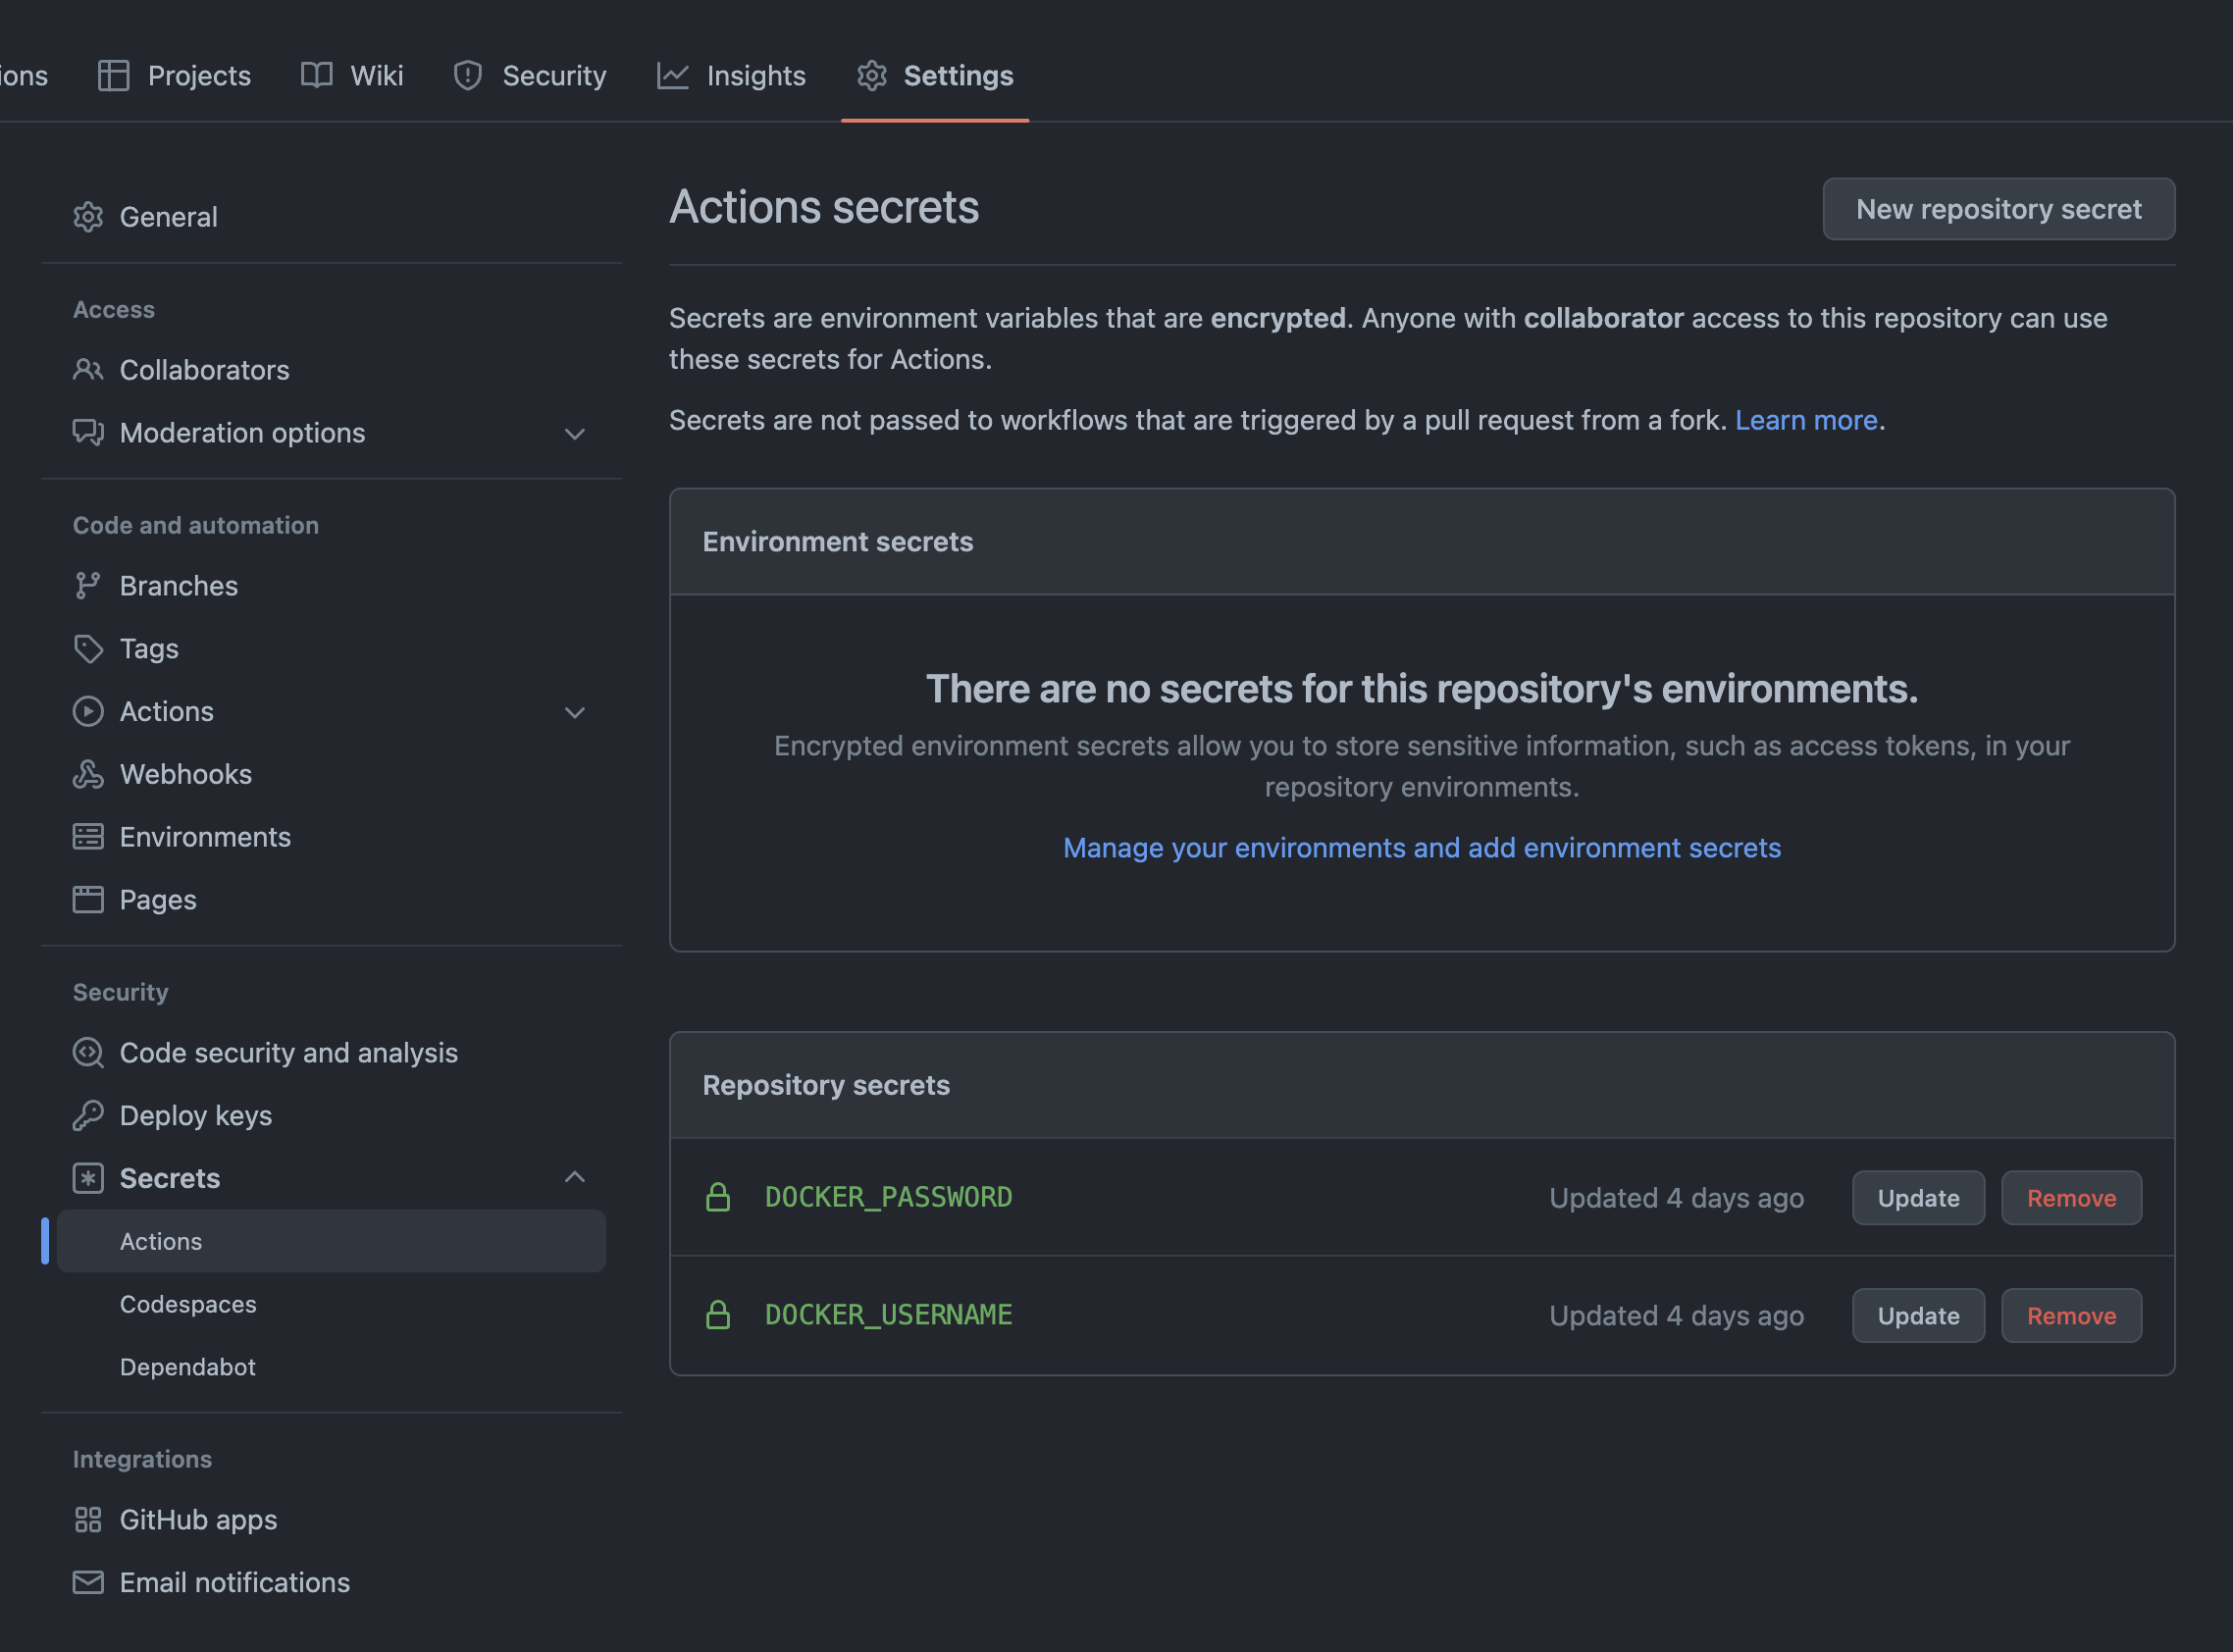 ions Projects Wiki Security Insights Settings
General
Access
Collaborators
Moderation options
Code and automation
Branches
Tags
Actions
Webhooks
Environments
Pages
Security
Code security and analysis
Deploy keys
Secrets
Actions
Codespaces
Dependabot
Integrations
GitHub apps
Email notifications
Actions secrets
New repository secret
Secrets are environment variables that are encrypted. Anyone with collaborator access to this repository can use
these secrets for Actions.
Secrets are not passed to workflows that are triggered by a pull request from a fork. Learn more.
Environment secrets
There are no secrets for this repository's environments.
Encrypted environment secrets allow you to store sensitive information, such as access tokens, in your
repository environments.
Manage your environments and add environment secrets
Repository secrets
DOCKER_PASSWORD Updated 4 days ago Update Remove
DOCKER_USERNAME Updated 4 days ago Update Remove